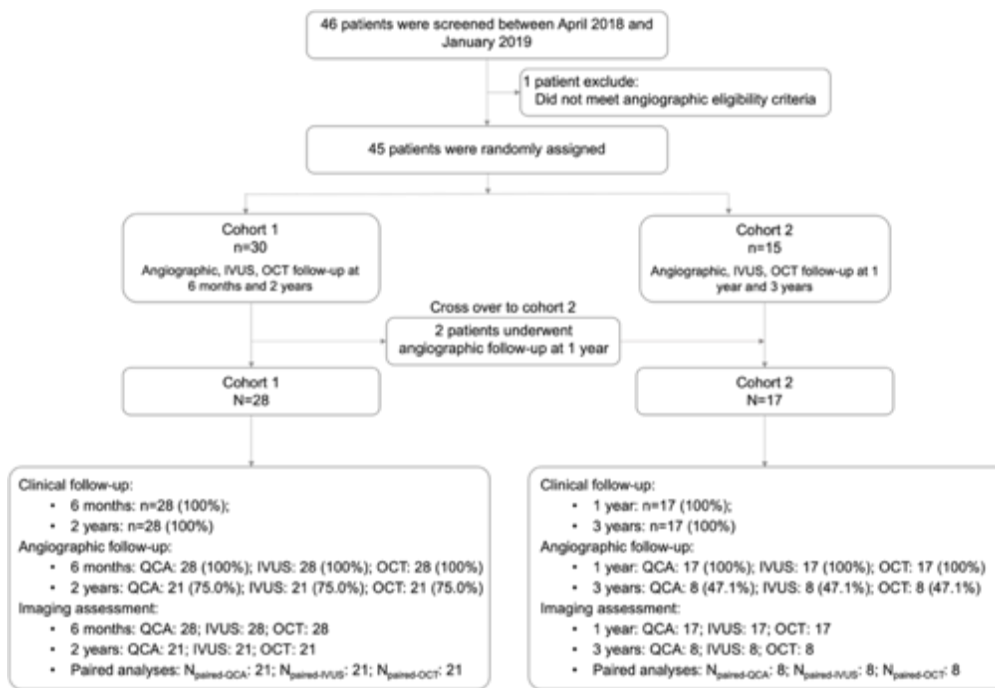 46 patients were screened between April 2018 and
January 2019
1 patient exclude:
Did not meet angiographic eligibility criteria
45 patients were randomly assigned
Cohort 1
n=30
Angiographic, IVUS, OCT follow-up at
6 months and 2 years
Cohort 2
n=15
Angiographic, IVUS, OCT follow-up at 1
year and 3 years
Cross over to cohort 2
2 patients underwent
angiographic follow-up at 1 year
Cohort 1
N=28
Cohort 2
N=17
Clinical follow-up:
• 6 months: n=28 (100%);
• 2 years: n=28 (100%)
Angiographic follow-up:
• 6 months: QCA: 28 (100%); IVUS: 28 (100%); OCT: 28 (100%)
• 2 years: QCA: 21 (75.0%); IVUS: 21 (75.0%); OCT: 21 (75.0%)
Imaging assessment:
• 6 months: QCA: 28; IVUS: 28; OCT: 28
• 2 years: QCA: 21; IVUS: 21; OCT: 21
• Paired analyses: Npaired-QCA: 21; Npaired-IVUS: 21; Npaired-OCT: 21
Clinical follow-up:
• 1 year: n=17 (100%);
• 3 years: n=17 (100%)
Angiographic follow-up:
• 1 year: QCA: 17 (100%); IVUS: 17 (100%); OCT: 17 (100%)
• 3 years: QCA: 8 (47.1%); IVUS: 8 (47.1%); OCT: 8 (47.1%)
Imaging assessment:
• 1 year: QCA: 17; IVUS: 17; OCT: 17
• 3 years: QCA: 8; IVUS: 8; OCT: 8
• Paired analyses: Npaired-QCA: 8; Npaired-IVUS: 8; Npaired-OCT: 8